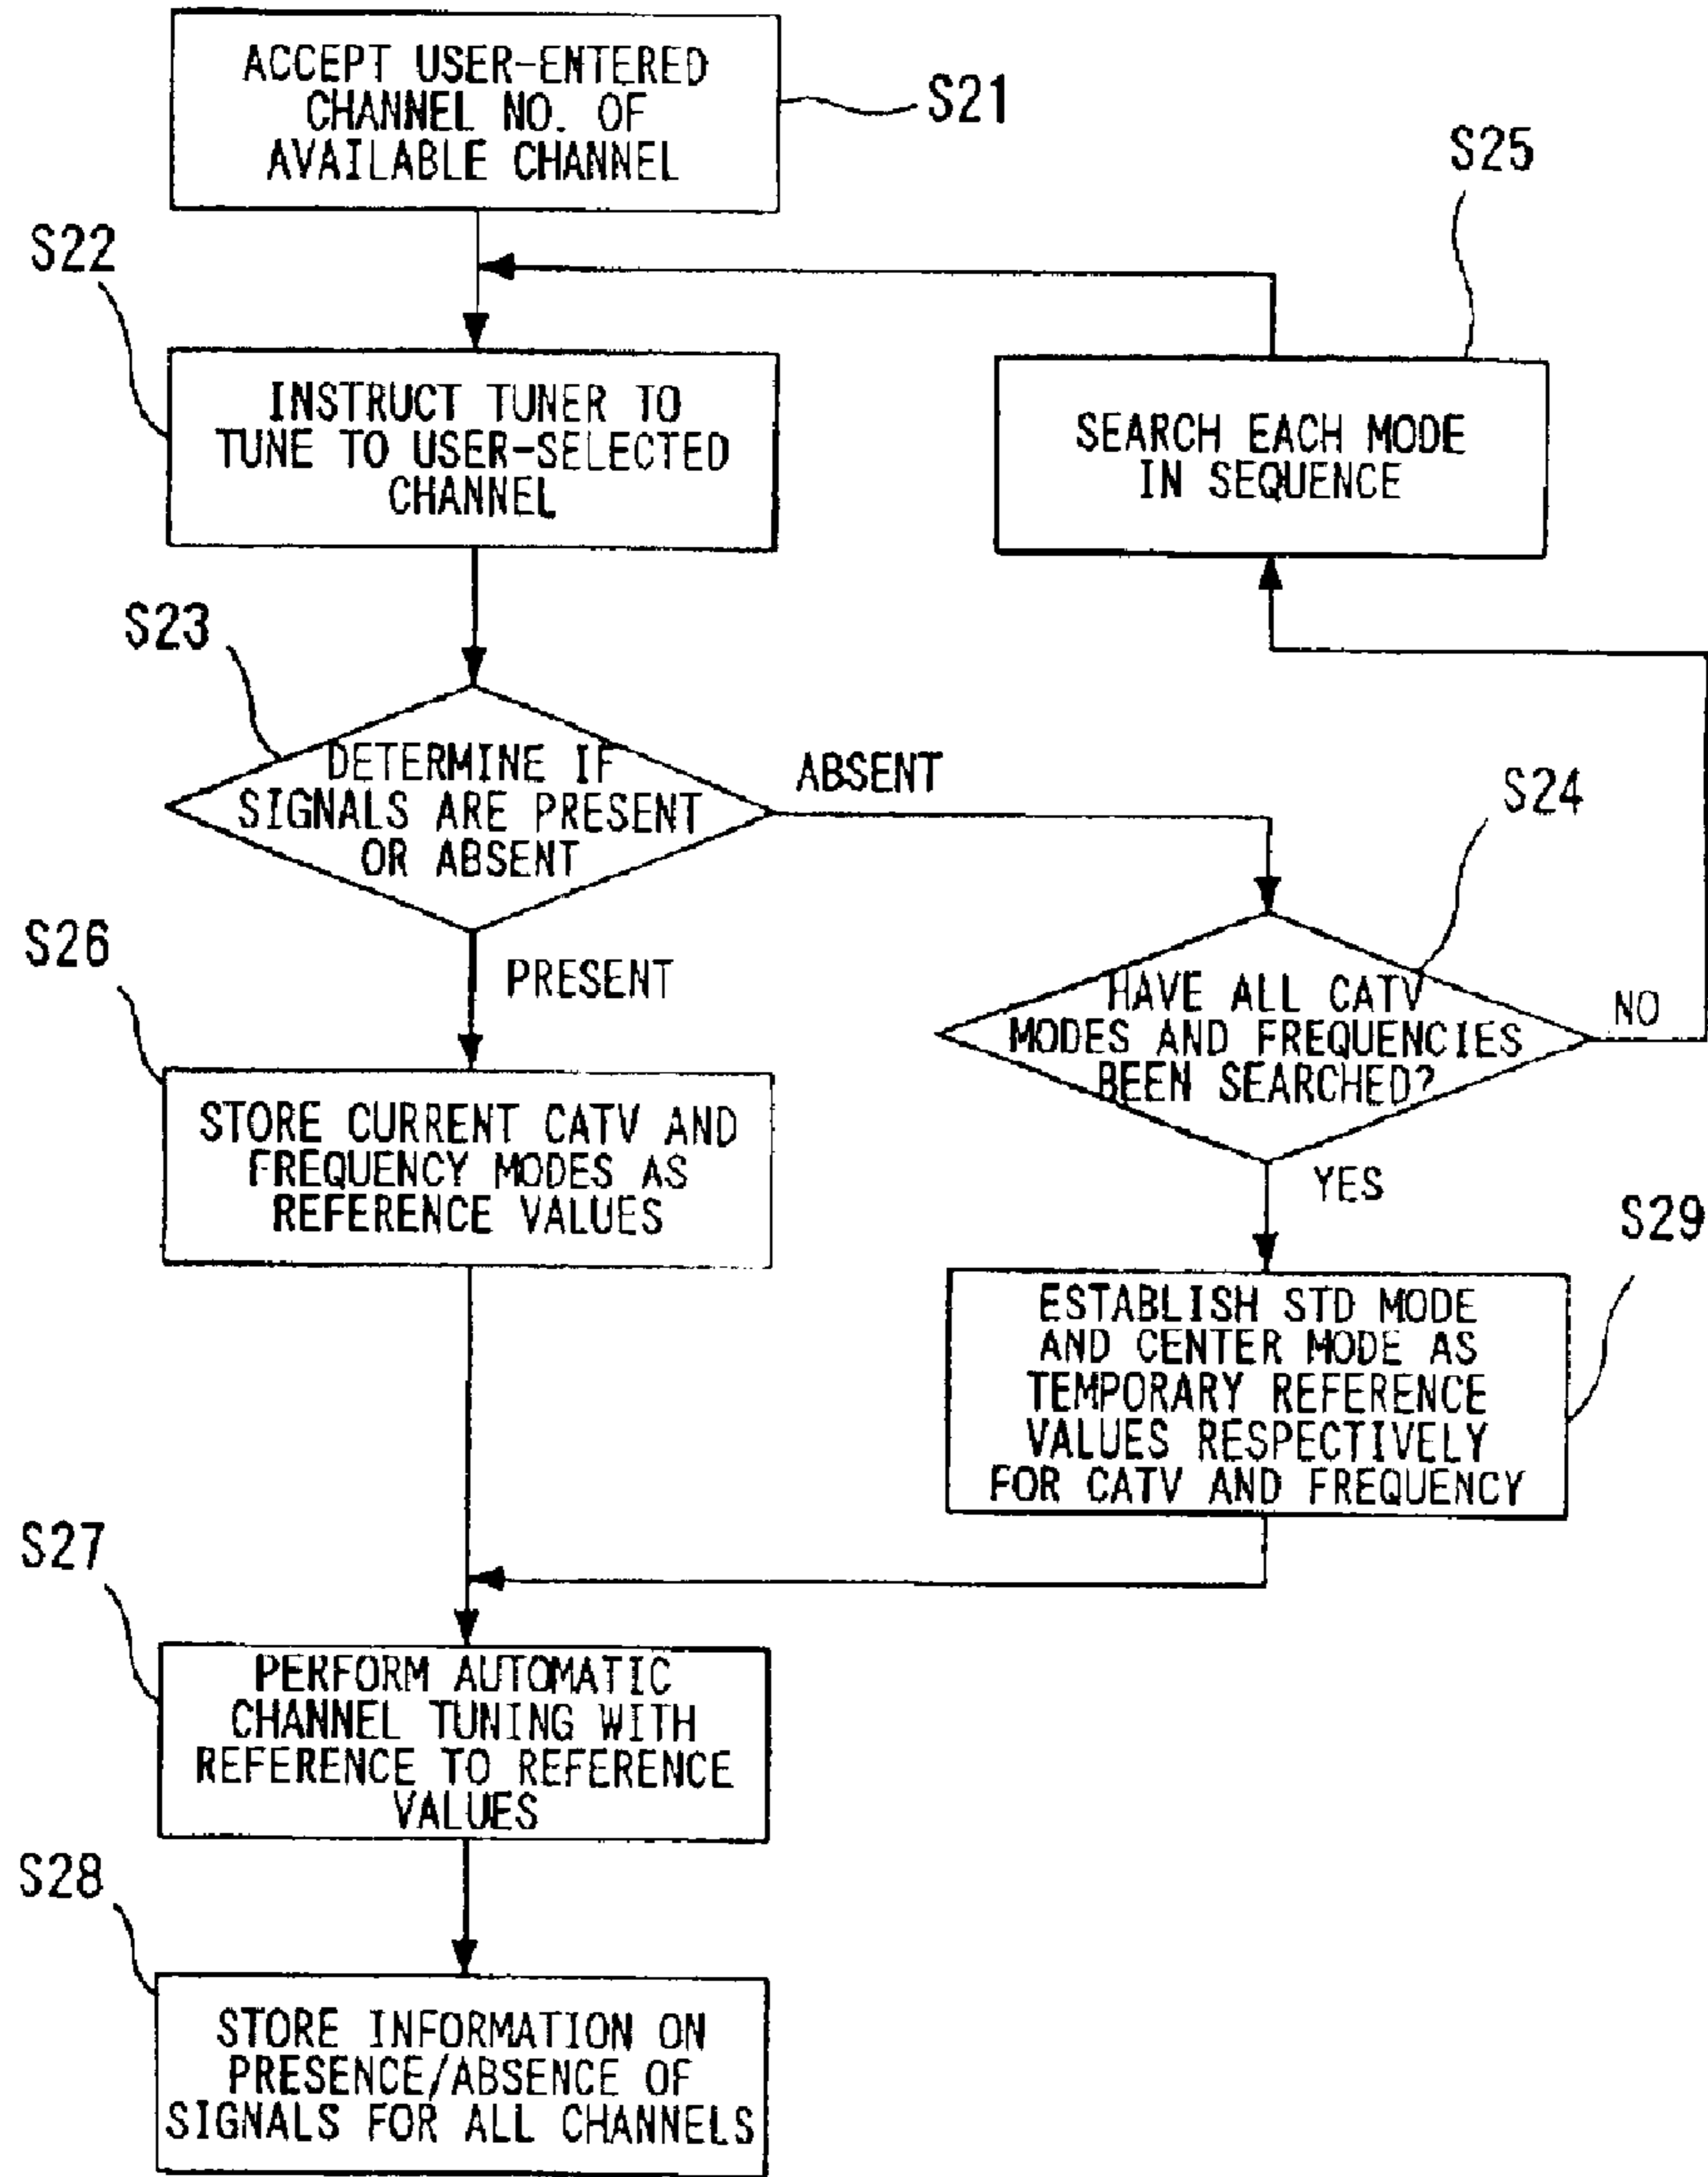 ACCEPT USER-ENTERED
CHANNEL NO. OF
AVAILABLE CHANNEL
S21
S22
INSTRUCT TUNER TO
TUNE TO USER-SELECTED
CHANNEL
S25
SEARCH EACH MODE
IN SEQUENCE
S23
DETERMINE IF
SIGNALS ARE PRESENT
OR ABSENT
ABSENT
PRESENT
S24
HAVE ALL CATV
MODES AND FREQUENCIES
BEEN SEARCHED?
NO
YES
S26
STORE CURRENT CATV AND
FREQUENCY MODES AS
REFERENCE VALUES
S29
ESTABLISH STD MODE
AND CENTER MODE AS
TEMPORARY REFERENCE
VALUES RESPECTIVELY
FOR CATV AND FREQUENCY
S27
PERFORM AUTOMATIC
CHANNEL TUNING WITH
REFERENCE TO REFERENCE
VALUES
S28
STORE INFORMATION ON
PRESENCE/ABSENCE OF
SIGNALS FOR ALL CHANNELS